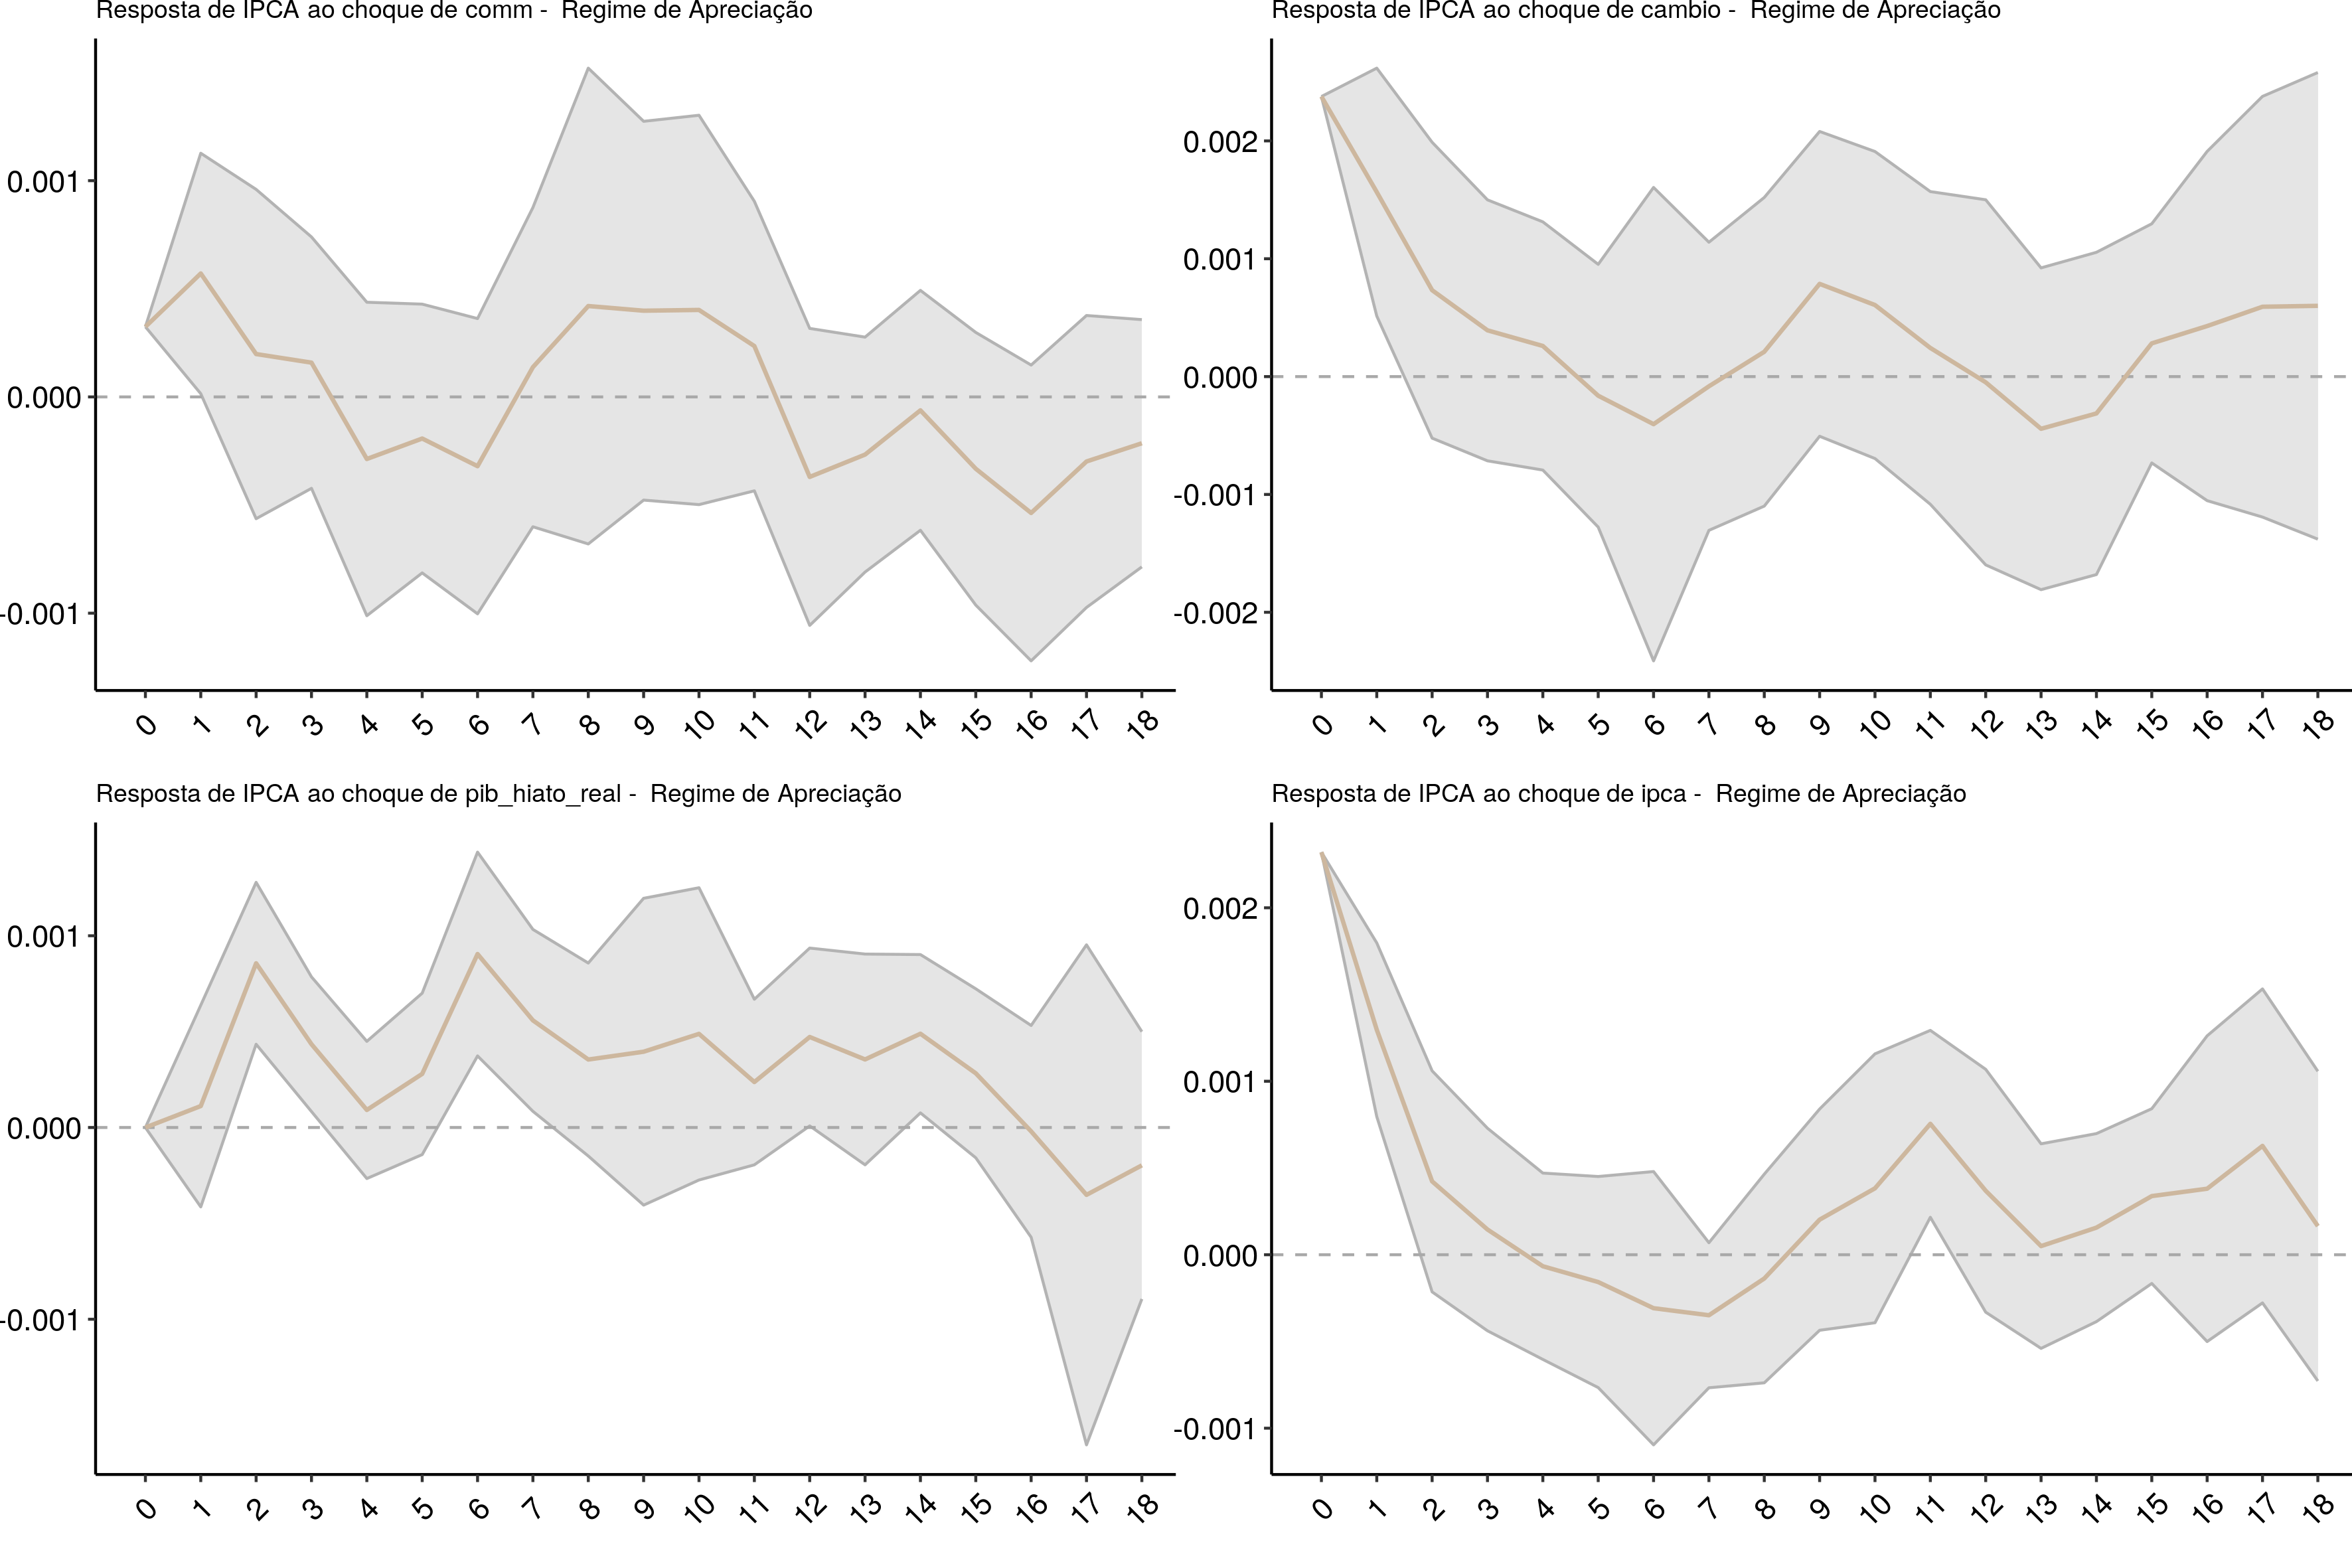 Resposta de IPCA ao choque de comm -  Regime de Apreciação
0.001
0.000
-0.001
0 1 2 3 4 5 6 7 8 9 10 11 12 13 14 15 16 17 18
Resposta de IPCA ao choque de cambio -  Regime de Apreciação
0.002
0.001
0.000
-0.001
-0.002
0 1 2 3 4 5 6 7 8 9 10 11 12 13 14 15 16 17 18
Resposta de IPCA ao choque de pib_hiato_real -  Regime de Apreciação
0.001
0.000
-0.001
0 1 2 3 4 5 6 7 8 9 10 11 12 13 14 15 16 17 18
Resposta de IPCA ao choque de ipca -  Regime de Apreciação
0.002
0.001
0.000
-0.001
0 1 2 3 4 5 6 7 8 9 10 11 12 13 14 15 16 17 18